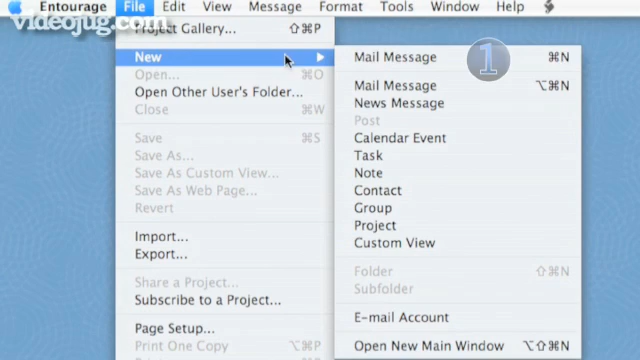 Entourage File Edit View Message Format Tools Window Help
videojug.com
Project Gallery... ⇧⌘P
New ▶
Open... ⌘O
Open Other User's Folder...
Close ⌘W
Save ⌘S
Save As...
Save As Custom View...
Save As Web Page...
Revert
Import...
Export...
Share a Project...
Subscribe to a Project...
Page Setup...
Print One Copy ⌥⌘P
Mail Message ⌘N
1
Mail Message ⌥⌘N
News Message
Post
Calendar Event
Task
Note
Contact
Group
Project
Custom View
Folder ⇧⌘N
Subfolder
E-mail Account
Open New Main Window ⌥⇧⌘N